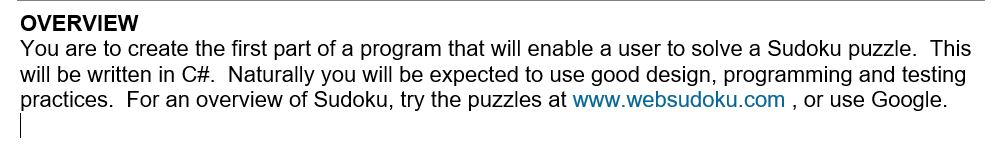 OVERVIEW
You are to create the first part of a program that will enable a user to solve a Sudoku puzzle.  This
will be written in C#.  Naturally you will be expected to use good design, programming and testing
practices.  For an overview of Sudoku, try the puzzles at www.websudoku.com , or use Google.